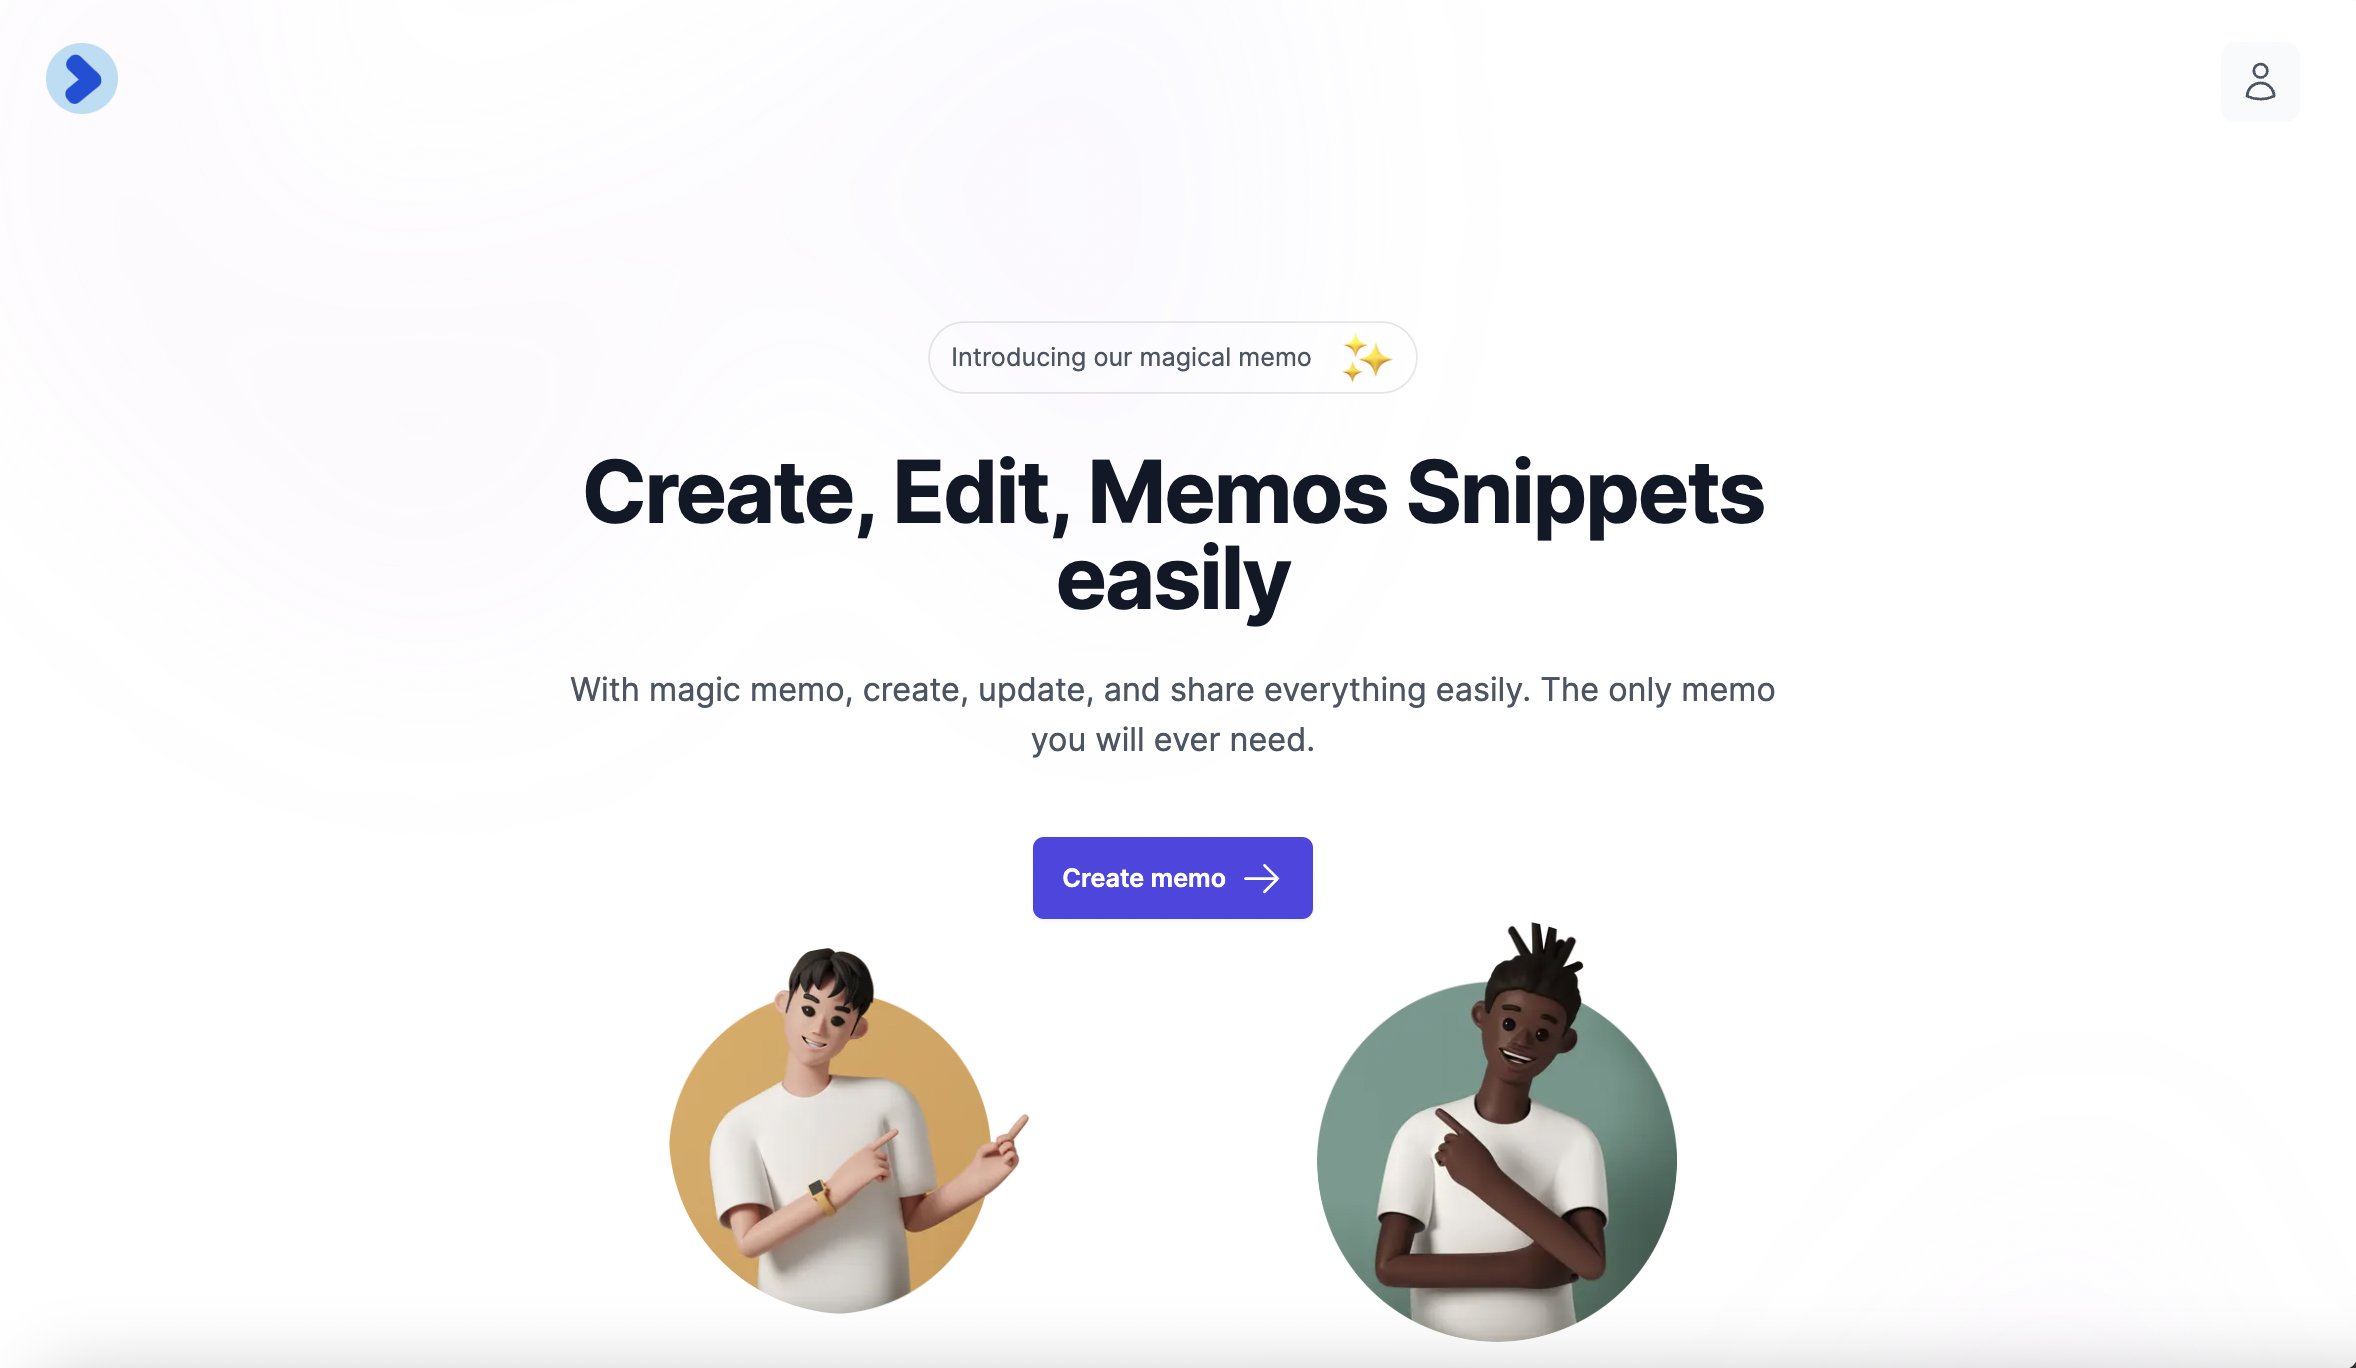 Introducing our magical memo ✨
Create, Edit, Memos Snippets
easily
With magic memo, create, update, and share everything easily. The only memo
you will ever need.
Create memo →